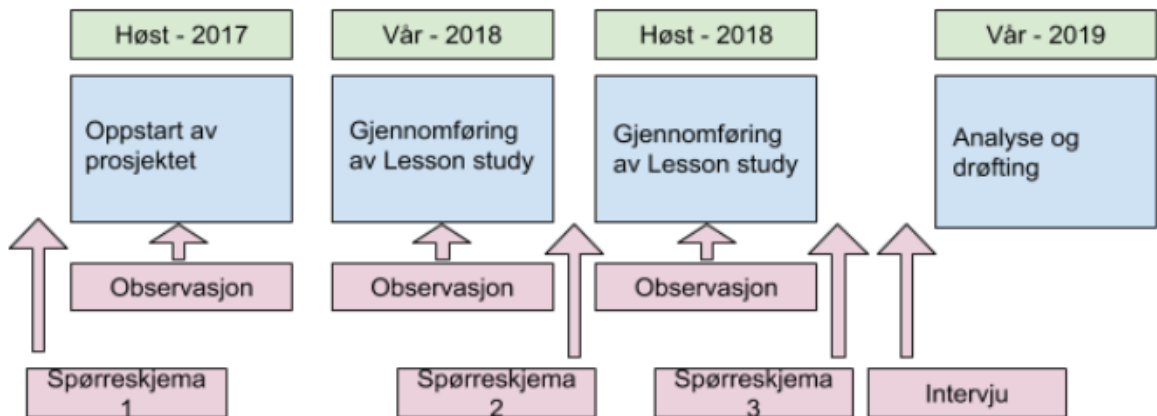 Høst - 2017
Vår - 2018
Høst - 2018
Vår - 2019
Oppstart av
prosjektet
Gjennomføring
av Lesson study
Gjennomføring
av Lesson study
Analyse og
drøfting
Observasjon
Observasjon
Observasjon
Spørreskjema
1
Spørreskjema
2
Spørreskjema
3
Intervju